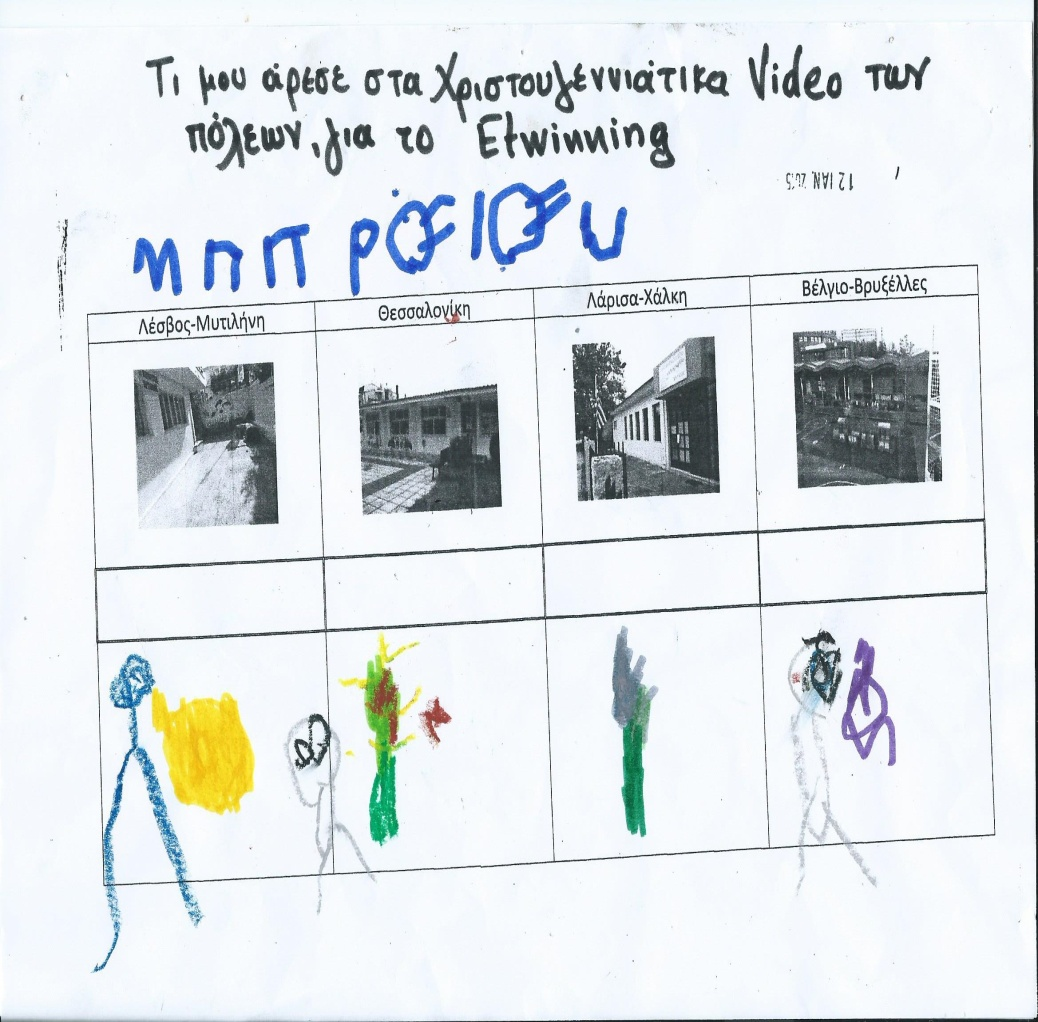 Τι μου άρεσε στα Χριστουγεννιάτικα Video των
πόλεων, για το Etwinning
12 ΙΑΝ.
Λέσβος-Μυτιλήνη
Θεσσαλονίκη
Λάρισα-Χάλκη
Βέλγιο-Βρυξέλλες